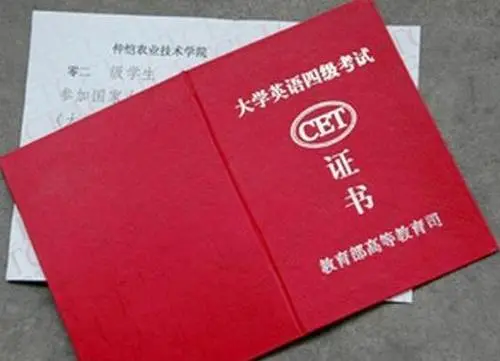 仲恺农业技术学院
零二 级学生
参加国家
大学英语四级考试
CET
证书
教育部高等教育司